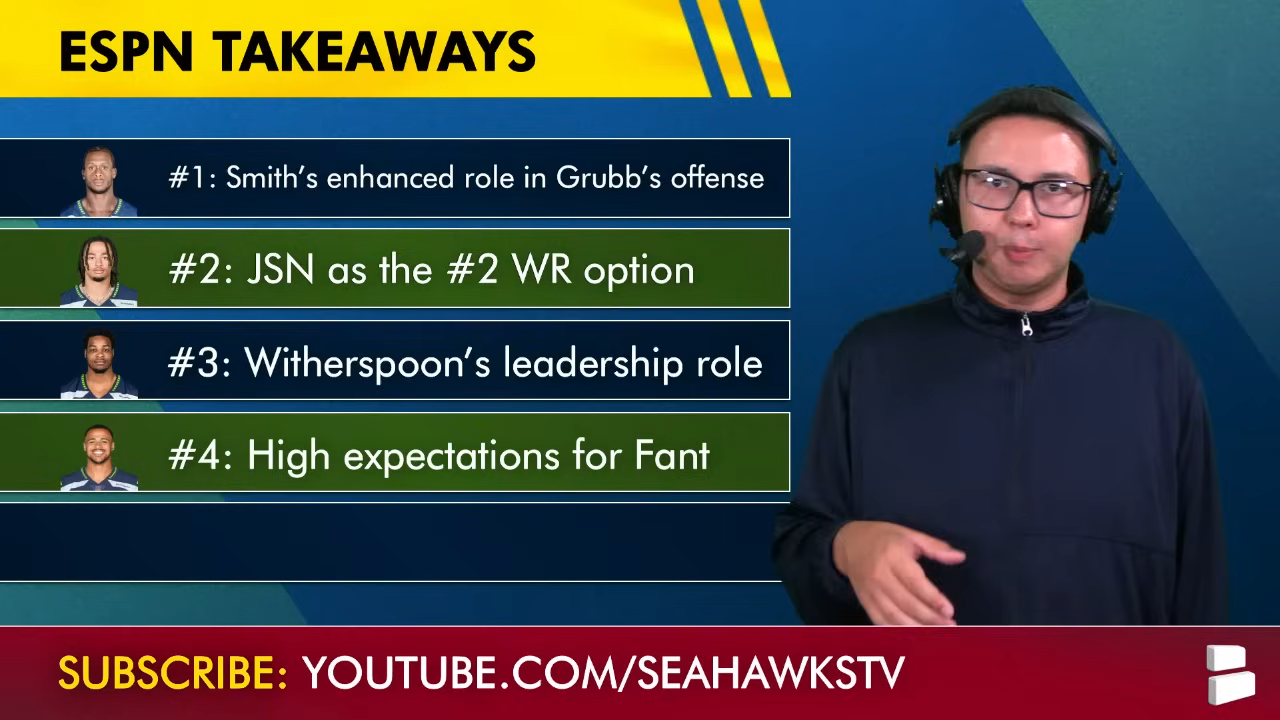 ESPN TAKEAWAYS
#1: Smith's enhanced role in Grubb's offense
#2: JSN as the #2 WR option
#3: Witherspoon's leadership role
#4: High expectations for Fant
SUBSCRIBE: YOUTUBE.COM/SEAHAWKSTV